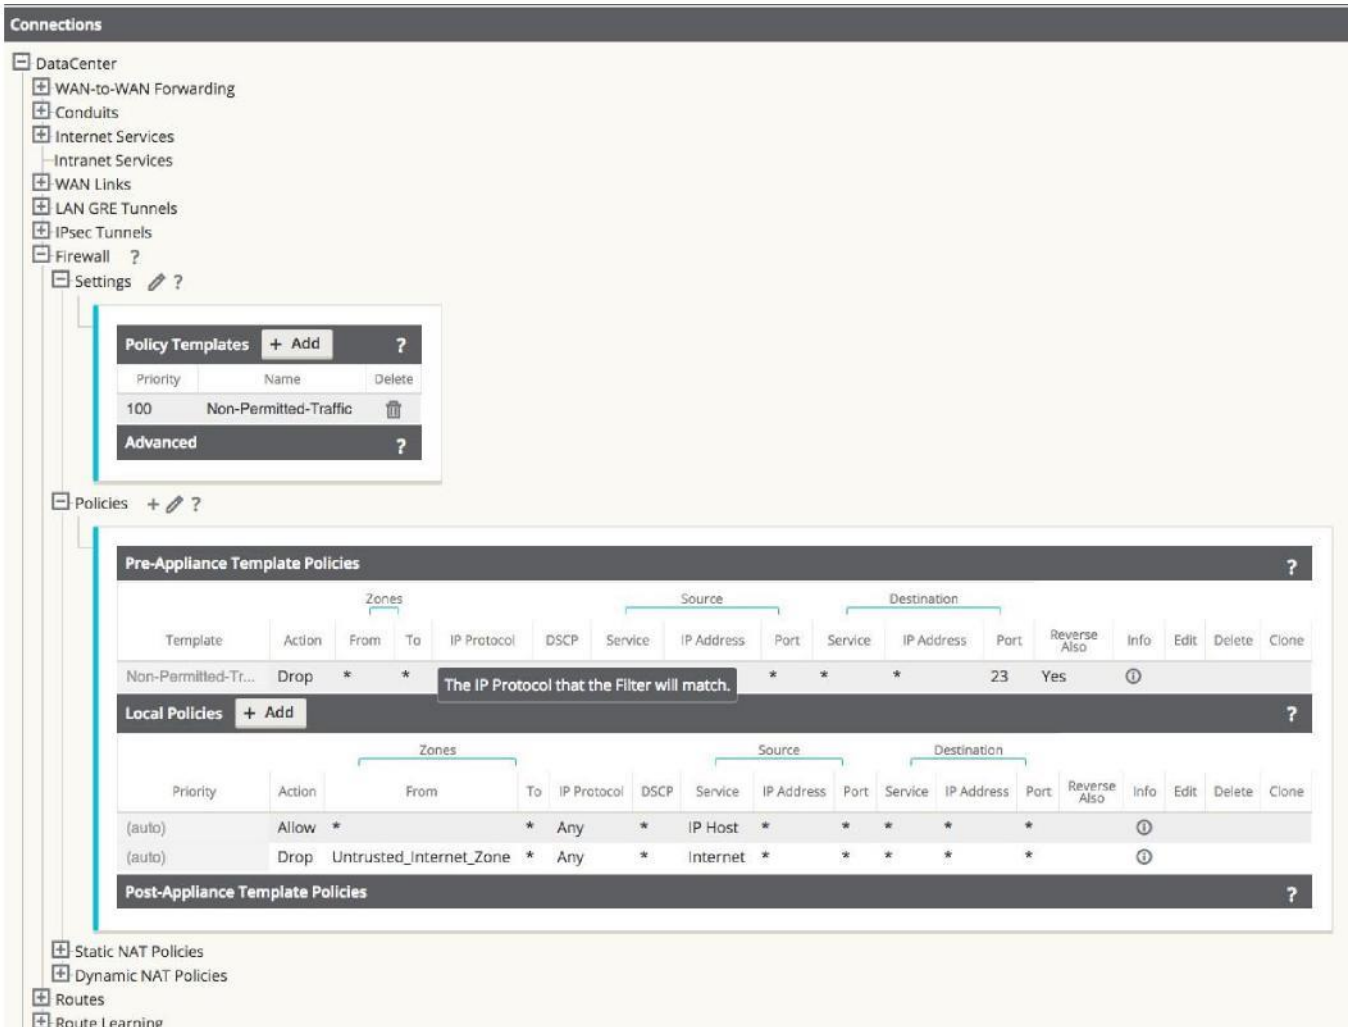 Connections
DataCenter
WAN-to-WAN Forwarding
Conduits
Internet Services
Intranet Services
WAN Links
LAN GRE Tunnels
IPsec Tunnels
Firewall ?
Settings ?
Policy Templates + Add ?
Priority Name Delete
100 Non-Permitted-Traffic
Advanced ?
Policies + ?
Pre-Appliance Template Policies ?
Zones Source Destination
Template Action From To IP Protocol DSCP Service IP Address Port Service IP Address Port Reverse Also Info Edit Delete Clone
Non-Permitted-Tr... Drop * * * * * 23 Yes
The IP Protocol that the Filter will match.
Local Policies + Add ?
Zones Source Destination
Priority Action From To IP Protocol DSCP Service IP Address Port Service IP Address Port Reverse Also Info Edit Delete Clone
(auto) Allow * * Any * IP Host * * * * *
(auto) Drop Untrusted_Internet_Zone * Any * Internet * * * * *
Post-Appliance Template Policies ?
Static NAT Policies
Dynamic NAT Policies
Routes
Route Learning